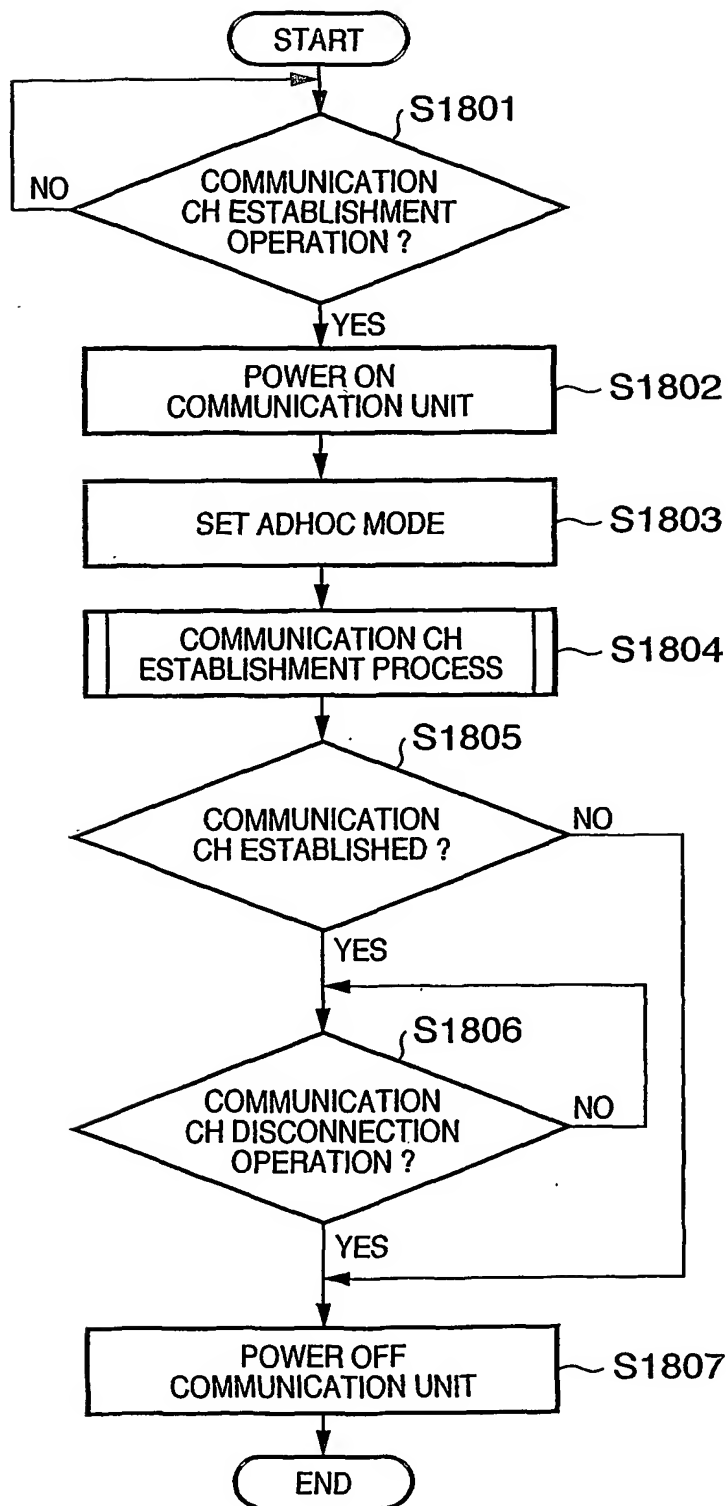 START
S1801
NO
COMMUNICATION
CH ESTABLISHMENT
OPERATION ?
YES
POWER ON
COMMUNICATION UNIT
S1802
SET ADHOC MODE
S1803
COMMUNICATION CH
ESTABLISHMENT PROCESS
S1804
S1805
COMMUNICATION
CH ESTABLISHED ?
NO
YES
S1806
COMMUNICATION
CH DISCONNECTION
OPERATION ?
NO
YES
POWER OFF
COMMUNICATION UNIT
S1807
END